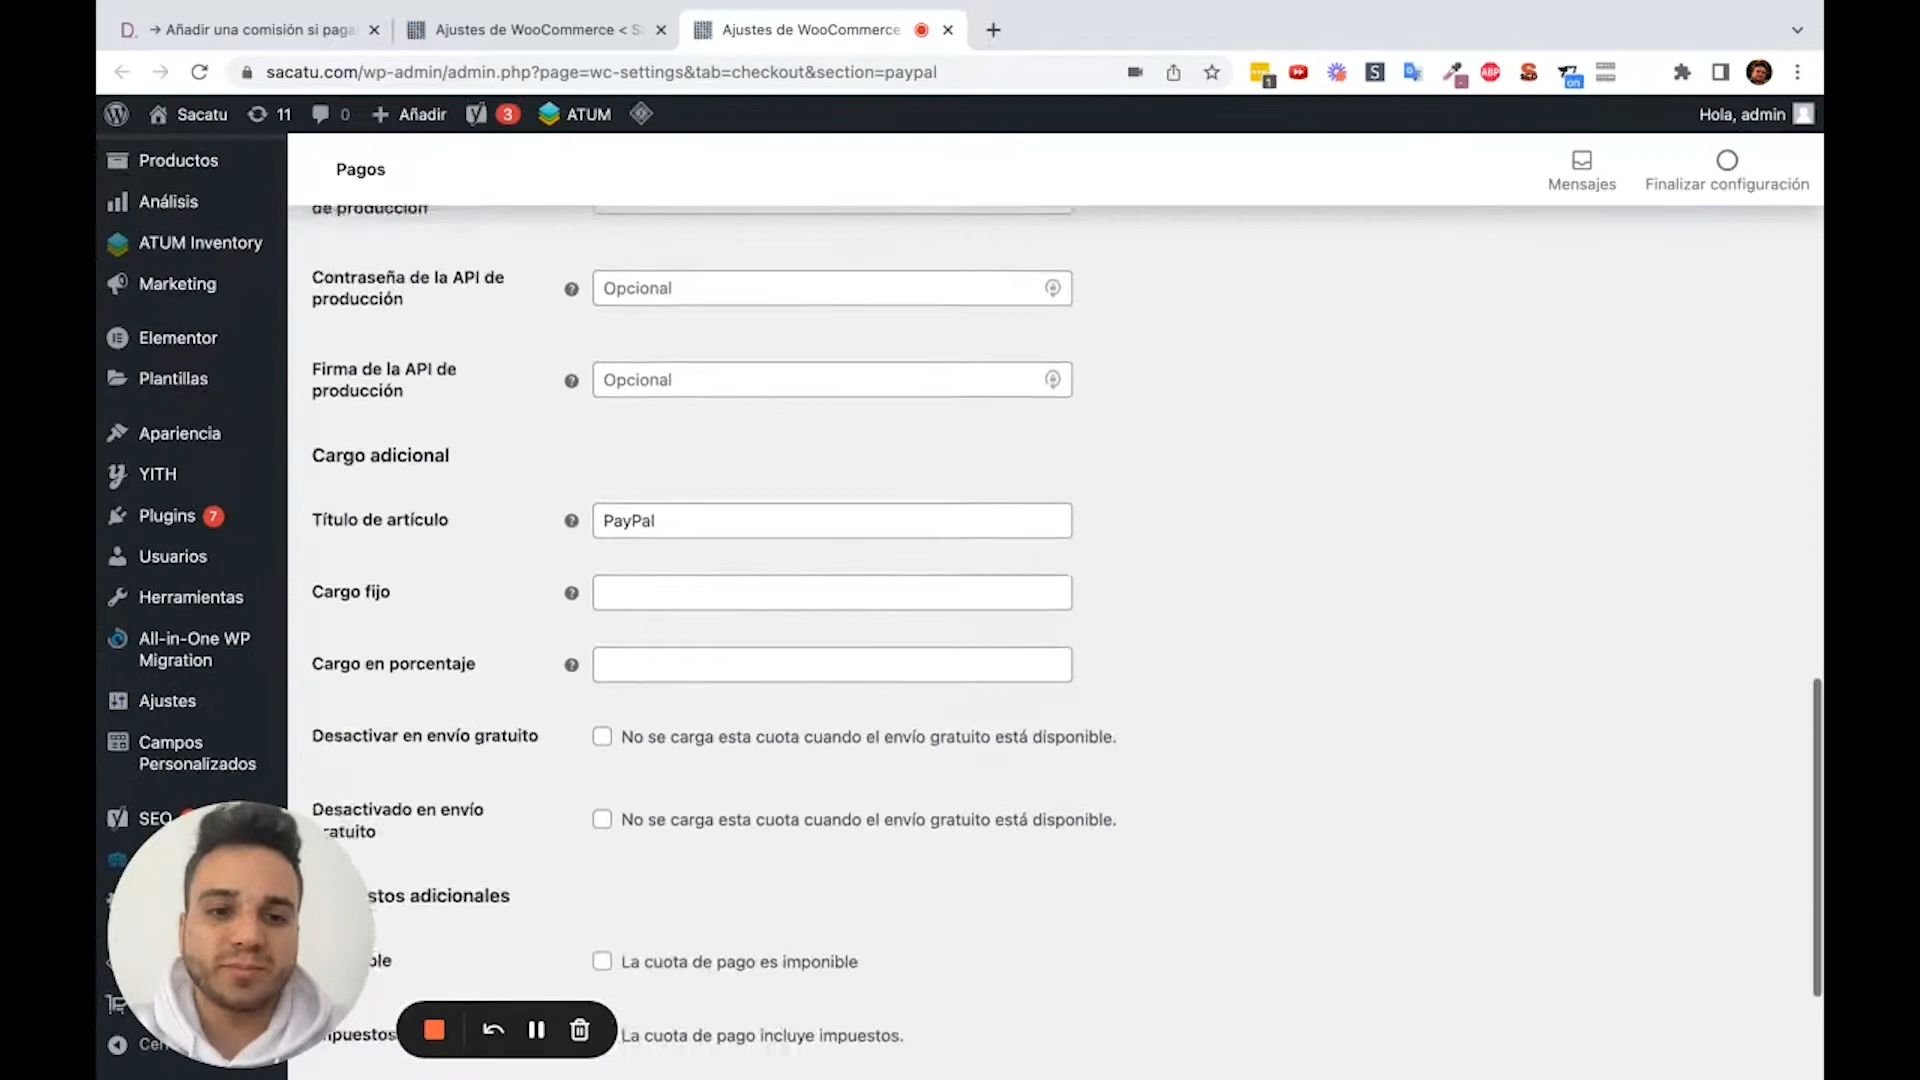 D. → Añadir una comisión si paga
Ajustes de WooCommerce < S
Ajustes de WooCommerce
sacatu.com/wp-admin/admin.php?page=wc-settings&tab=checkout&section=paypal
1
S
ABP
on
Sacatu
11
0
Añadir
3
ATUM
Hola, admin
Productos
Análisis
ATUM Inventory
Marketing
Elementor
Plantillas
Apariencia
YITH
Plugins 7
Usuarios
Herramientas
All-in-One WP
Migration
Ajustes
Campos
Personalizados
SEO
Cer
Pagos
Mensajes
Finalizar configuración
de producción
Contraseña de la API de
producción
Opcional
Firma de la API de
producción
Opcional
Cargo adicional
Título de artículo
PayPal
Cargo fijo
Cargo en porcentaje
Desactivar en envío gratuito
No se carga esta cuota cuando el envío gratuito está disponible.
Desactivado en envío
ratuito
No se carga esta cuota cuando el envío gratuito está disponible.
stos adicionales
ble
La cuota de pago es imponible
mpuestos
La cuota de pago incluye impuestos.